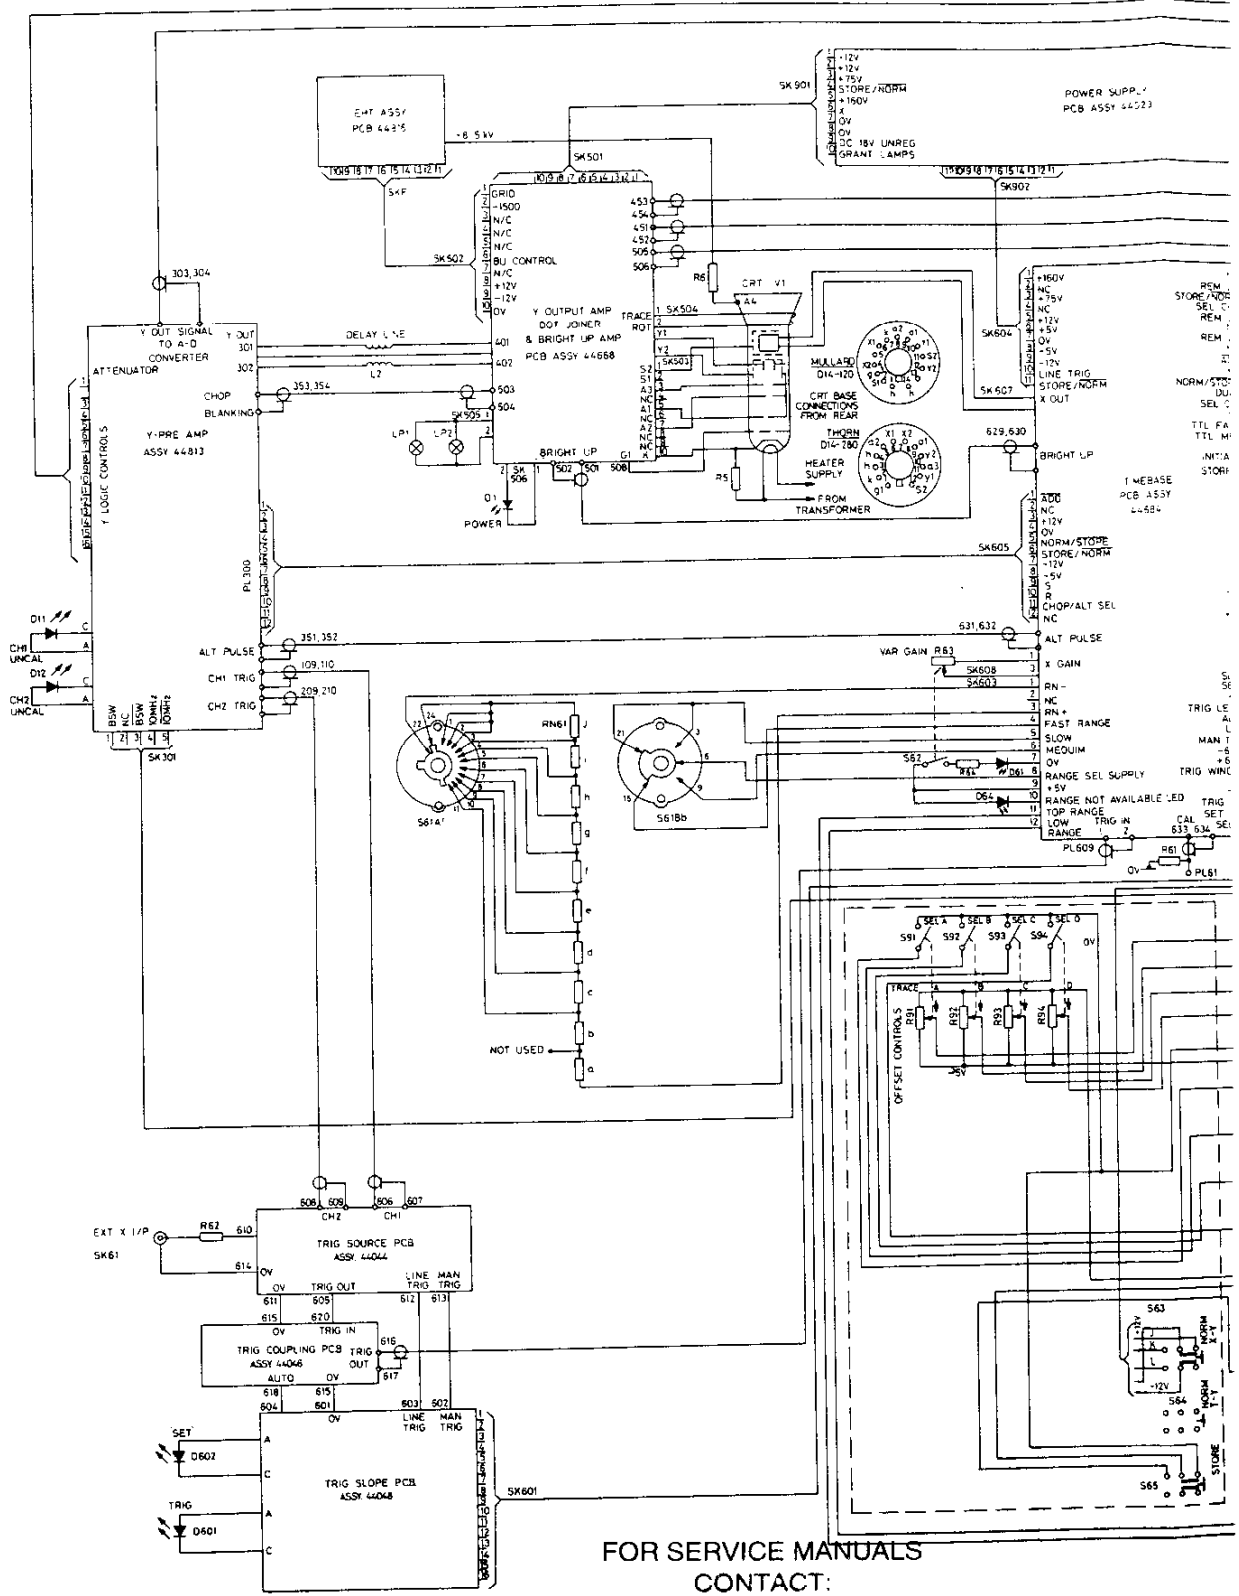 SK901
-12V
+12V
+75V
STORE/NORM
+160V
X
0V
0V
DC 18V UNREG
GRANT LAMPS
POWER SUPPLY
PCB ASSY 44523
SK902
EHT ASSY
-8 5kV
SKF
SK501
SK502
GRID
-1500
N/C
N/C
N/C
BU CONTROL
N/C
+12V
-12V
0V
Y OUTPUT AMP
DOT JOINER
& BRIGHT UP AMP
PCB ASSY 44668
453
454
451
452
505
506
TRACE
ROT
SK504
Y1
Y2
SK503
S2
S1
A3
NC
A1
NC
A2
NC
NC
K
G1
R6
CRT V1
A4
R5
HEATER
SUPPLY
FROM
TRANSFORMER
MULLARD
D14-120
CRT BASE
CONNECTIONS
FROM REAR
THORN
D14-280
303,304
Y OUT SIGNAL
TO A-D
CONVERTER
Y OUT
301
302
DELAY LINE
L2
401
402
ATTENUATOR
CHOP
BLANKING
353,354
503
504
SK505
LP1
LP2
Y-PRE AMP
ASSY 44813
Y LOGIC CONTROLS
BRIGHT UP
SK
506
502
501
508
D1
POWER
PL300
SK604
+160V
NC
+75V
NC
+12V
+5V
0V
-5V
-12V
LINE TRIG
STORE/NORM
SK607
X OUT
629,630
BRIGHT UP
TIMEBASE
PCB ASSY
44684
SK605
ADD
NC
+12V
0V
NORM/STORE
STORE/NORM
-12V
-5V
S
R
CHOP/ALT SEL
NC
631,632
ALT PULSE
D11
CH1
UNCAL
D12
CH2
UNCAL
C
A
C
A
ALT PULSE
351,352
CH1 TRIG
109,110
CH2 TRIG
209,210
BSW
NC
BSW
10MHZ
10MHZ
SK301
VAR GAIN R63
SK608
SK603
X GAIN
RN-
NC
RN+
FAST RANGE
SLOW
MEDUIM
0V
RANGE SEL SUPPLY
+5V
RANGE NOT AVAILABLE LED
TOP RANGE
LOW
RANGE
TRIG IN
CAL
633, 634
PL609
R61
0V
PL61
S62
R64
D61
D64
S61Af
S61Bb
RN61
J
i
h
g
f
e
d
c
b
a
NOT USED
SEL A
SEL B
SEL C
SEL D
S91
S92
S93
S94
0V
TRACE A
B
C
D
R91
R92
R93
R94
OFFSET CONTROLS
608
609
606
607
CH2
CH1
EXT X I/P
SK61
R62
610
614
0V
TRIG SOURCE PCB
ASSY. 44044
0V
TRIG OUT
LINE
TRIG
MAN
TRIG
611
605
612
613
615
620
0V
TRIG IN
TRIG COUPLING PCB
ASSY 44046
AUTO
0V
TRIG
OUT
616
617
618
615
604
601
603
602
0V
LINE
TRIG
MAN
TRIG
SET
D602
TRIG
D601
A
C
A
C
TRIG SLOPE PCB
ASSY. 44048
SK601
S63
+12V
K
L
-12V
NORM
X-Y
S64
NORM
T-Y
S65
STORE
FOR SERVICE MANUALS
CONTACT: